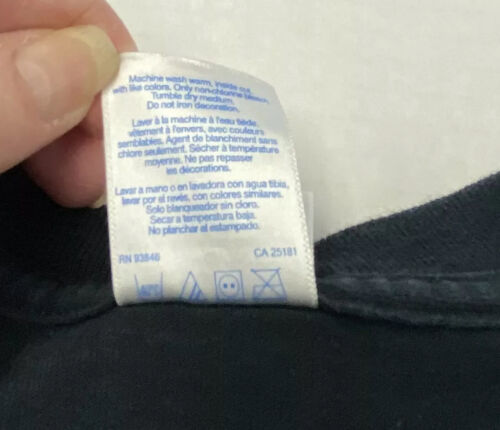 Machine wash warm, inside out,
with like colors. Only non-chlorine bleach.
Tumble dry medium.
Do not iron decoration.
Laver à la machine à l'eau tiède,
vêtement à l'envers, avec couleurs
semblables. Agent de blanchiment sans
chlore seulement. Sécher à température
moyenne. Ne pas repasser
les décorations.
Lavar a mano o en lavadora con agua tibia,
lavar por el revés, con colores similares.
Solo blanqueador sin cloro.
Secar a temperatura baja.
No planchar el estampado.
RN 93846 CA 25181
40°C